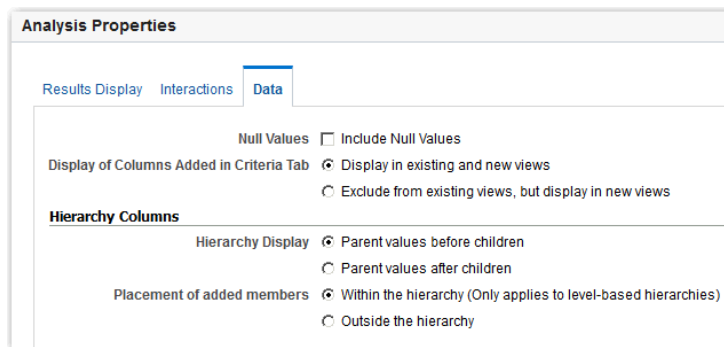 Analysis Properties
Results Display Interactions Data
Null Values Include Null Values
Display of Columns Added in Criteria Tab Display in existing and new views
Exclude from existing views, but display in new views
Hierarchy Columns
Hierarchy Display Parent values before children
Parent values after children
Placement of added members Within the hierarchy (Only applies to level-based hierarchies)
Outside the hierarchy